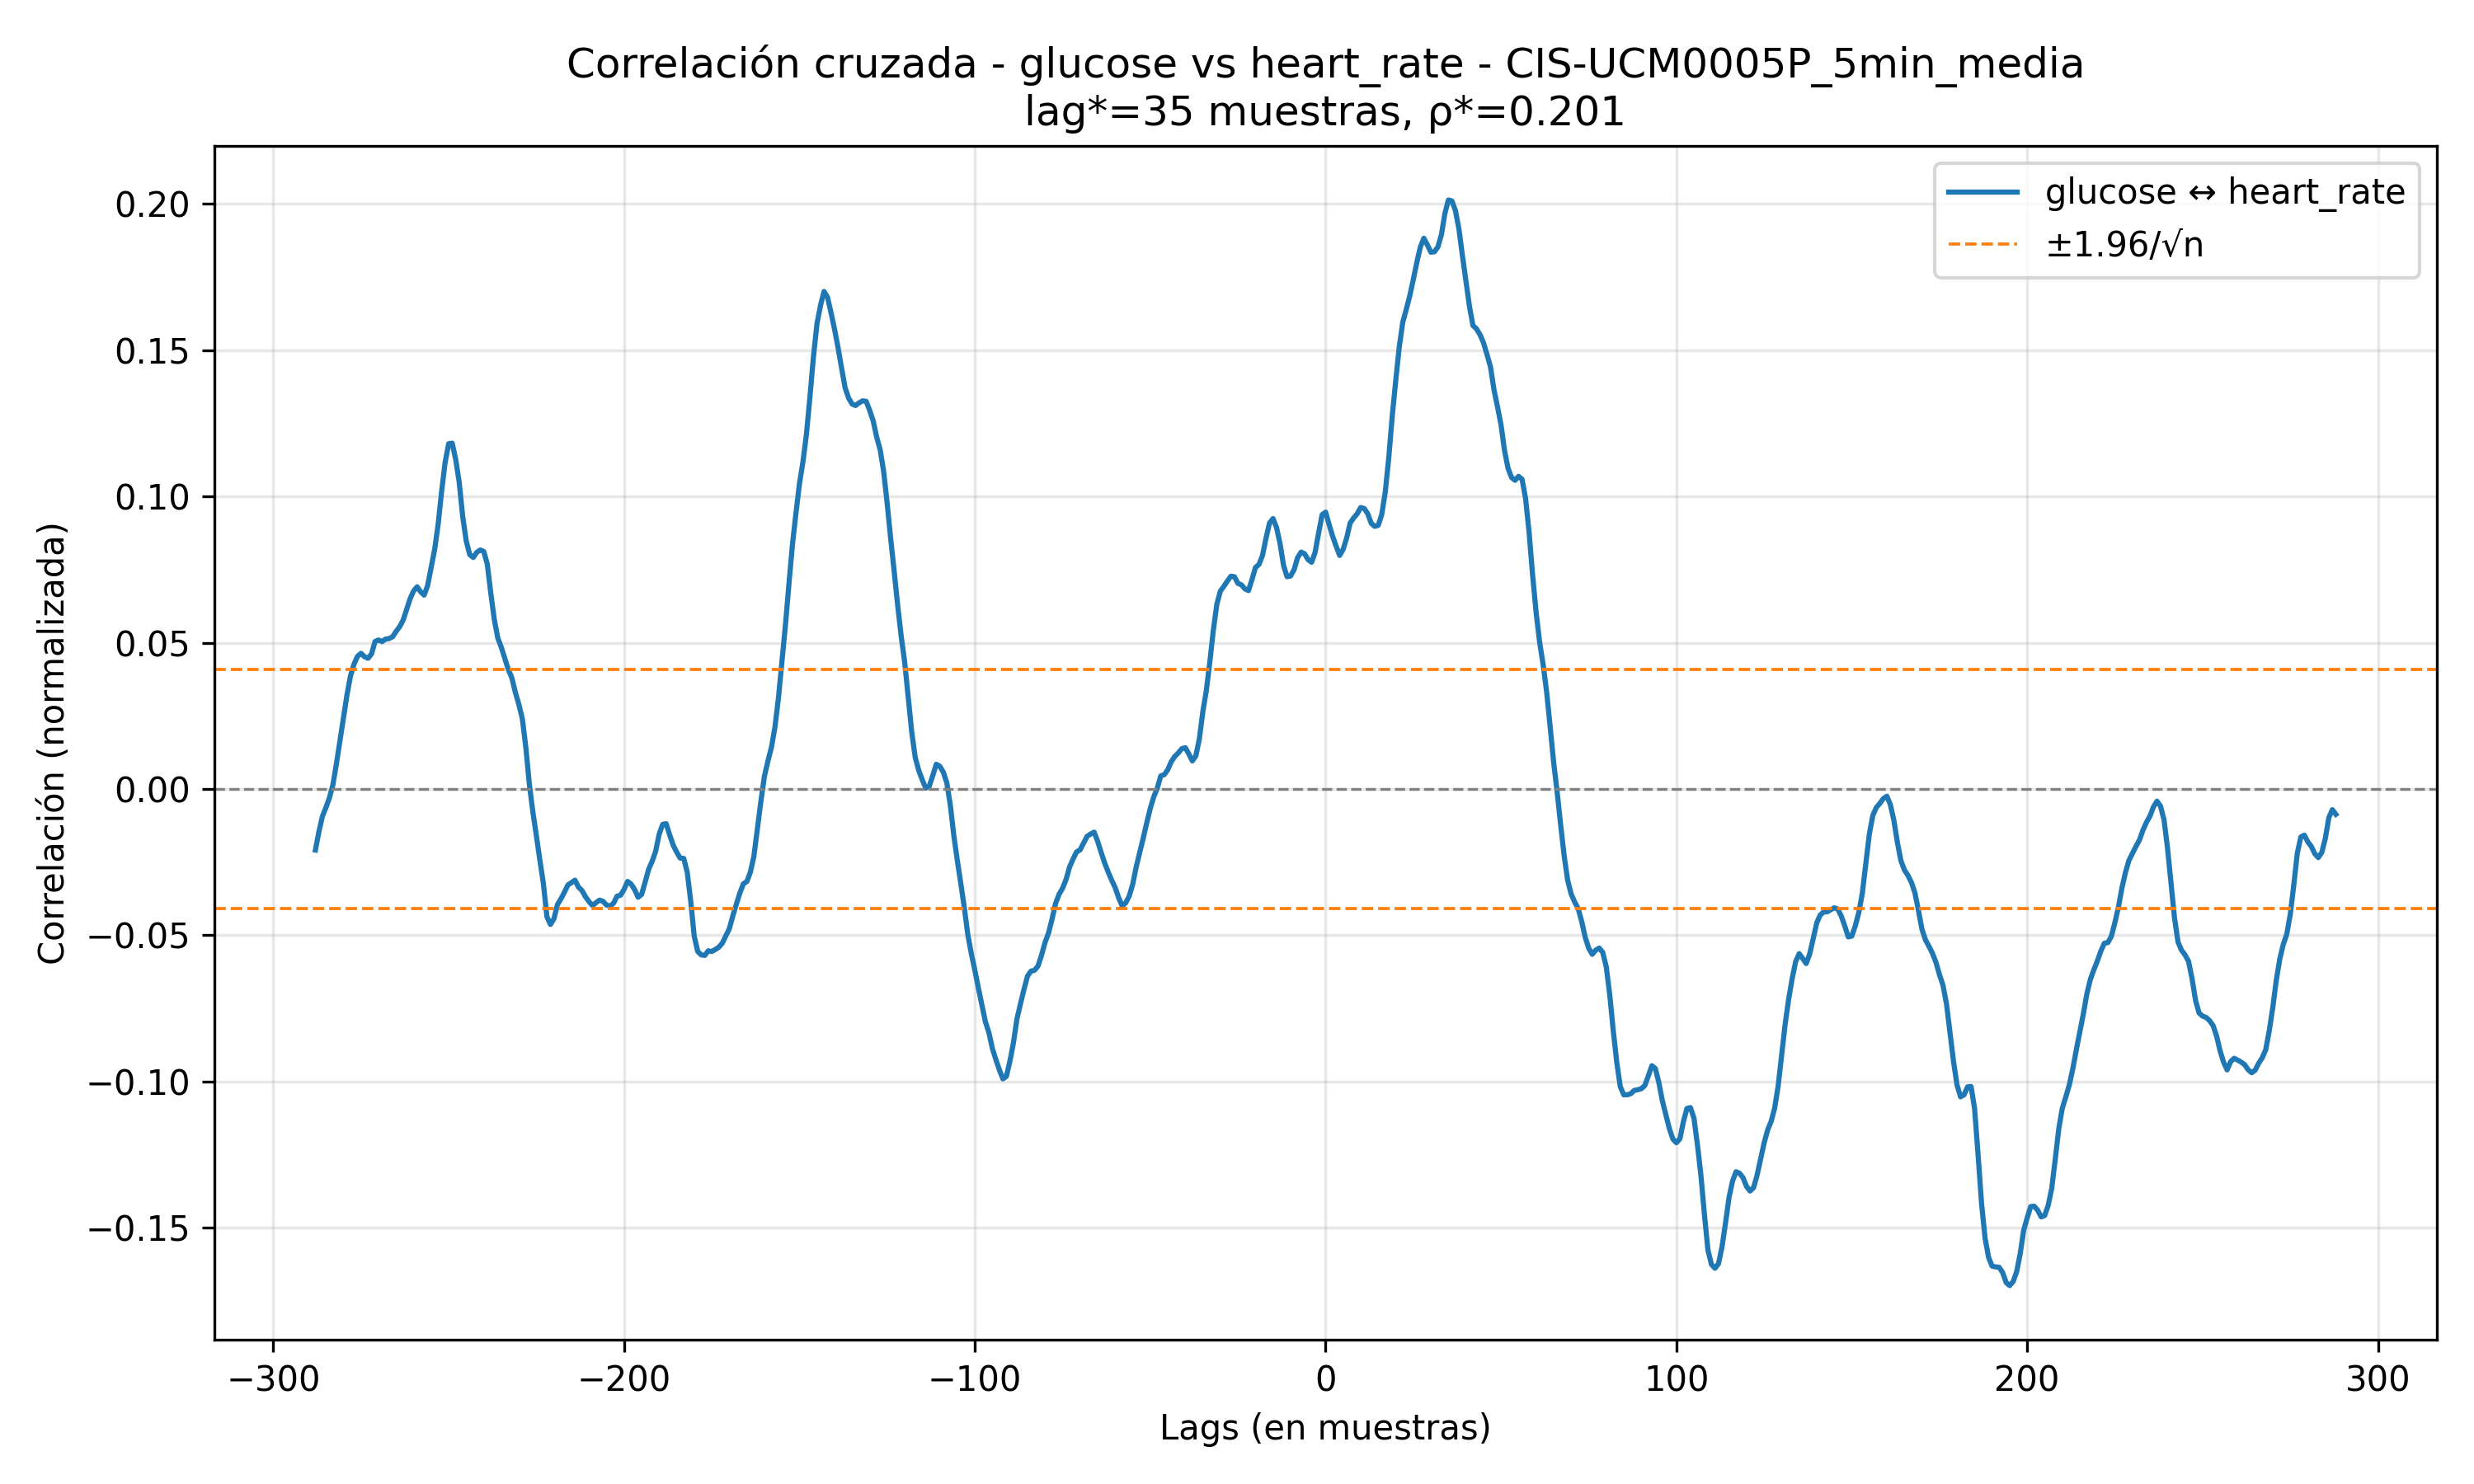 Correlación cruzada - glucose vs heart_rate - CIS-UCM0005P_5min_media
lag*=35 muestras, ρ*=0.201
glucose ↔ heart_rate
±1.96/√n
Correlación (normalizada)
0.20
0.15
0.10
0.05
0.00
−0.05
−0.10
−0.15
−300
−200
−100
0
100
200
300
Lags (en muestras)